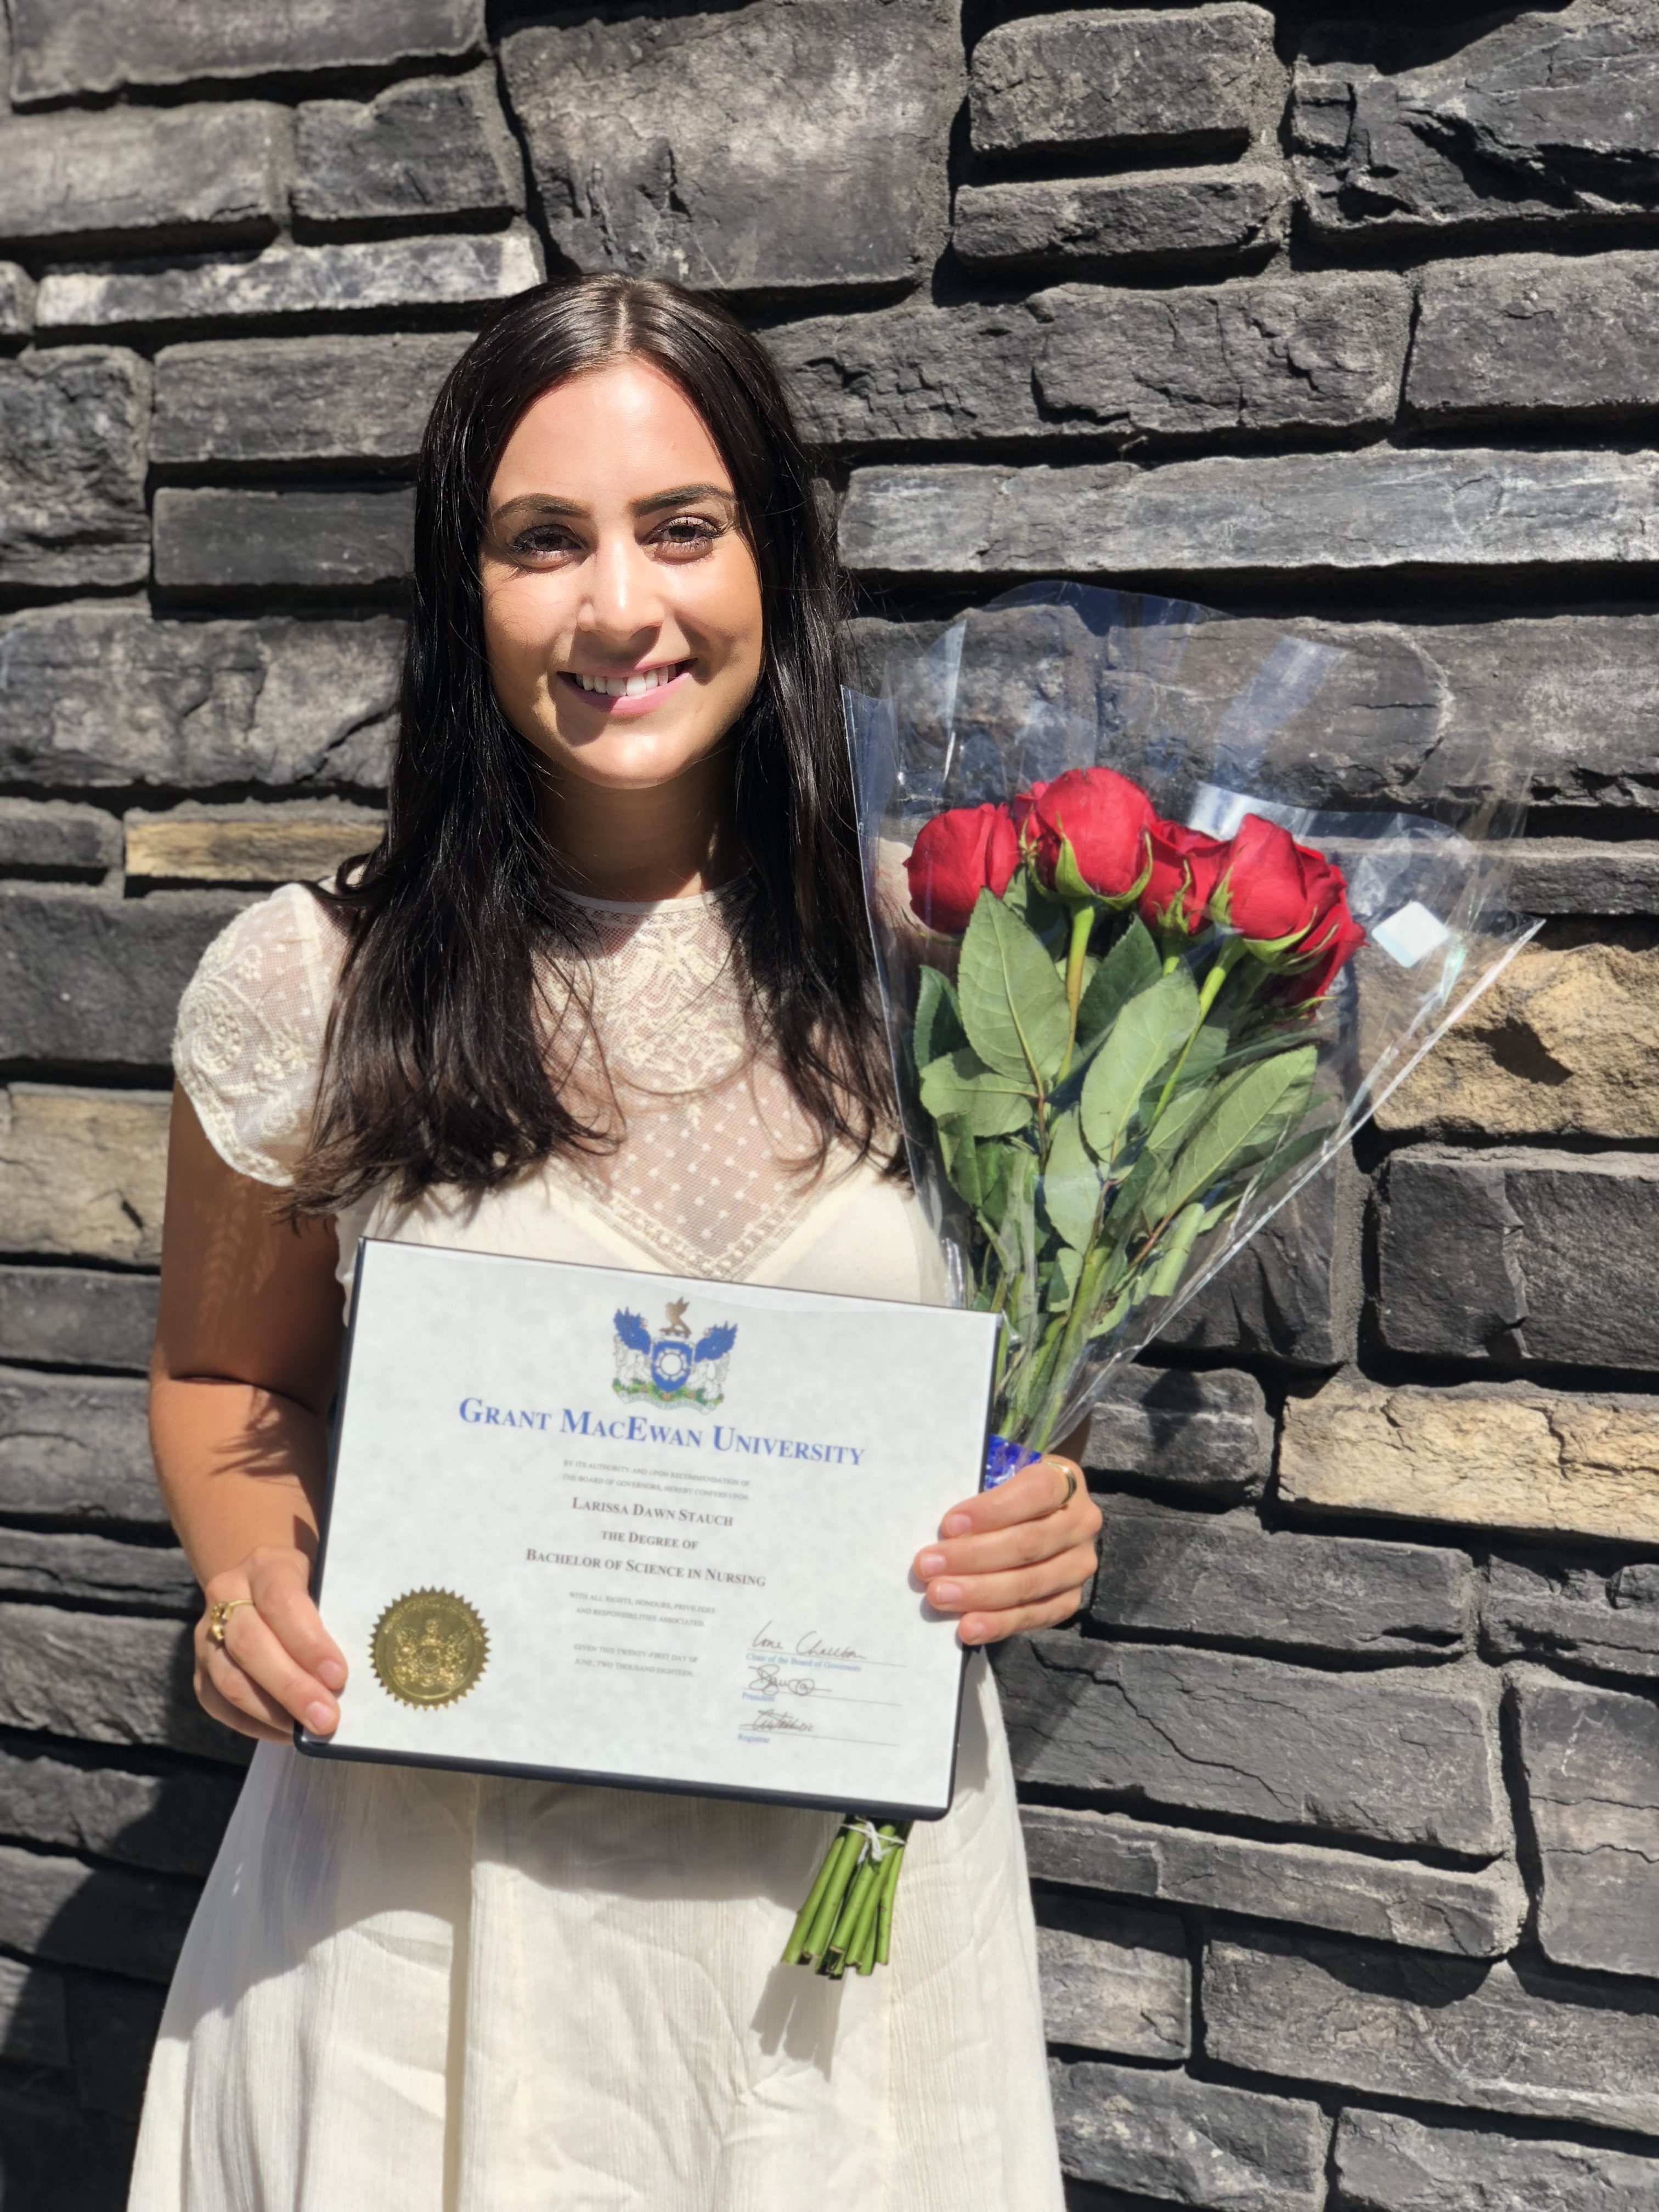 GRANT MACEWAN UNIVERSITY
BY ITS AUTHORITY AND UPON RECOMMENDATION OF
THE BOARD OF GOVERNORS, HEREBY CONFERS UPON
LARISSA DAWN STAUCH
THE DEGREE OF
BACHELOR OF SCIENCE IN NURSING
WITH ALL RIGHTS, HONOURS, PRIVILEGES
AND RESPONSIBILITIES ASSOCIATED.
GIVEN THIS TWENTY-FIRST DAY OF
JUNE, TWO THOUSAND EIGHTEEN.
Chair of the Board of Governors
President
Registrar